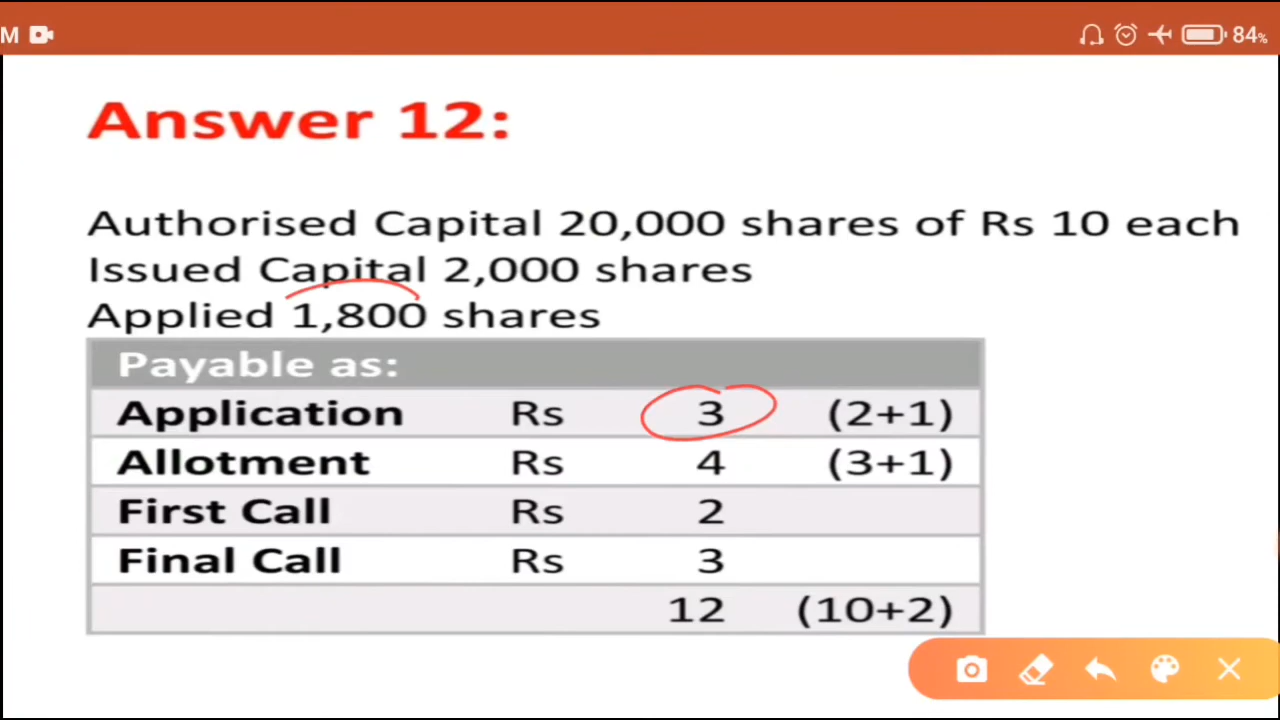 M 84%
Answer 12:
Authorised Capital 20,000 shares of Rs 10 each
Issued Capital 2,000 shares
Applied 1,800 shares
Payable as:
Application Rs 3 (2+1)
Allotment Rs 4 (3+1)
First Call Rs 2
Final Call Rs 3
12 (10+2)